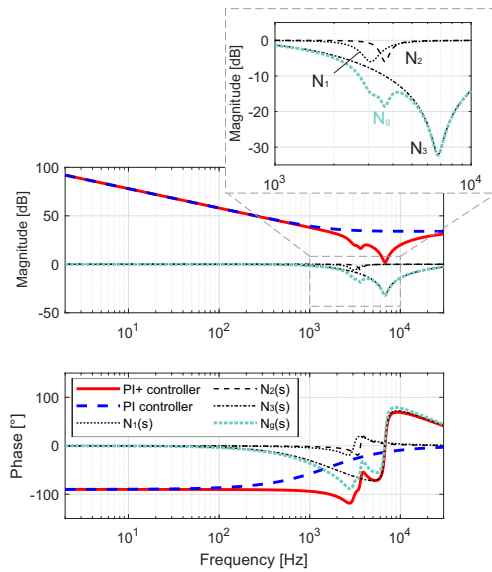 0
-10
-20
-30
Magnitude [dB]
N1
N2
Ng
N3
10^3
10^4
100
50
0
-50
Magnitude [dB]
10^1
10^2
10^3
10^4
100
0
-100
Phase [°]
PI+ controller
PI controller
N1(s)
N2(s)
N3(s)
Ng(s)
10^1
10^2
10^3
10^4
Frequency [Hz]